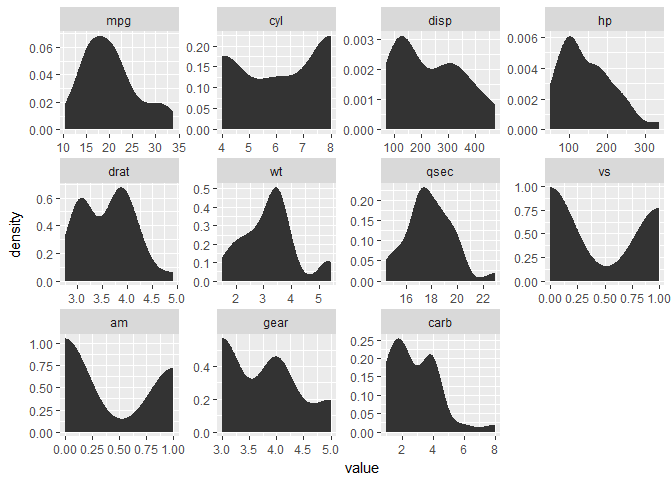 mpg cyl disp hp
0.06 0.20 0.003 0.006
0.04 0.15 0.002 0.004
0.02 0.10 0.001 0.002
0.05
0.00 0.00 0.000 0.000
10 15 20 25 30 35 4 5 6 7 8 100 200 300 400 100 200 300
drat wt qsec vs
0.6 0.5 0.20 1.00
0.4 0.4 0.15 0.75
0.2 0.3 0.10 0.50
0.2 0.05 0.25
0.1
0.0 0.0 0.00 0.00
3.0 3.5 4.0 4.5 5.0 2 3 4 5 16 18 20 22 0.00 0.25 0.50 0.75 1.00
density
am gear carb
1.00 0.4 0.25
0.75 0.2 0.20
0.50 0.15
0.25 0.10
0.05
0.00 0.0 0.00
0.00 0.25 0.50 0.75 1.00 3.0 3.5 4.0 4.5 5.0 2 4 6 8
value